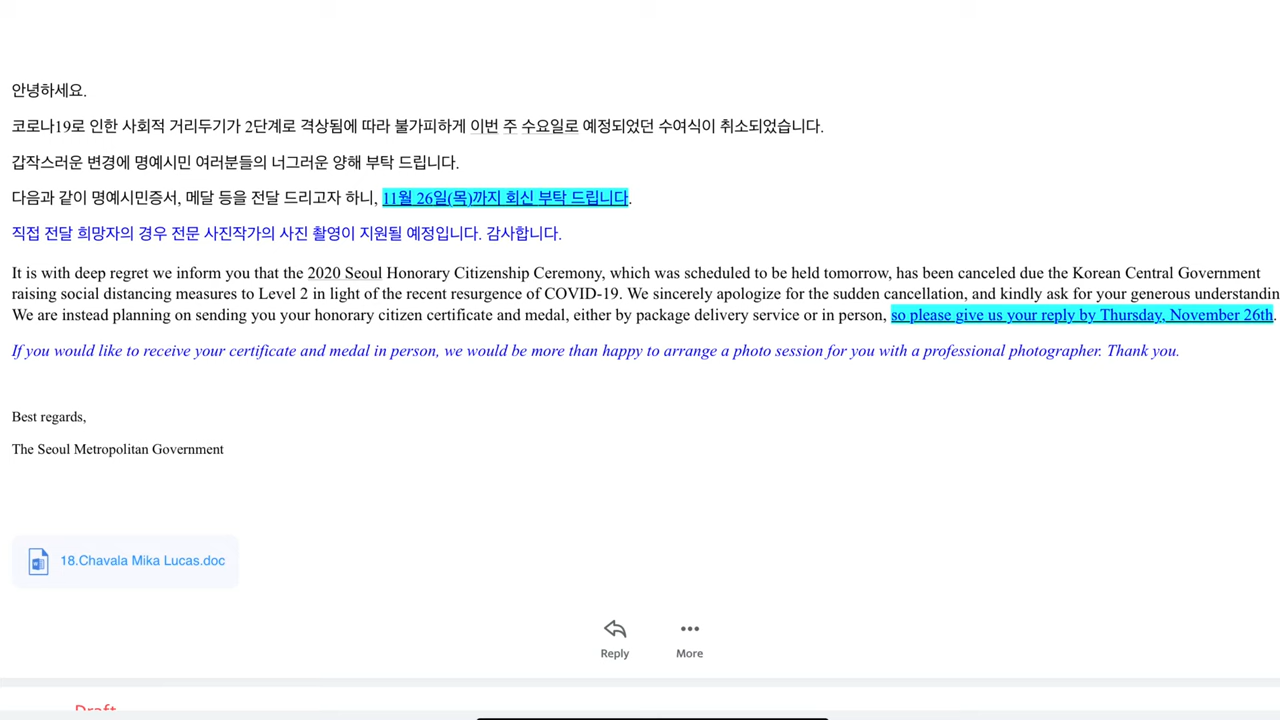 안녕하세요.
코로나19로 인한 사회적 거리두기가 2단계로 격상됨에 따라 불가피하게 이번 주 수요일로 예정되었던 수여식이 취소되었습니다.
갑작스러운 변경에 명예시민 여러분들의 너그러운 양해 부탁 드립니다.
다음과 같이 명예시민증서, 메달 등을 전달 드리고자 하니, 11월 26일(목)까지 회신 부탁 드립니다.
직접 전달 희망자의 경우 전문 사진작가의 사진 촬영이 지원될 예정입니다. 감사합니다.
It is with deep regret we inform you that the 2020 Seoul Honorary Citizenship Ceremony, which was scheduled to be held tomorrow, has been canceled due the Korean Central Government
raising social distancing measures to Level 2 in light of the recent resurgence of COVID-19. We sincerely apologize for the sudden cancellation, and kindly ask for your generous understandin
We are instead planning on sending you your honorary citizen certificate and medal, either by package delivery service or in person, so please give us your reply by Thursday, November 26th.
If you would like to receive your certificate and medal in person, we would be more than happy to arrange a photo session for you with a professional photographer. Thank you.
Best regards,
The Seoul Metropolitan Government
18.Chavala Mika Lucas.doc
Reply More
Draft